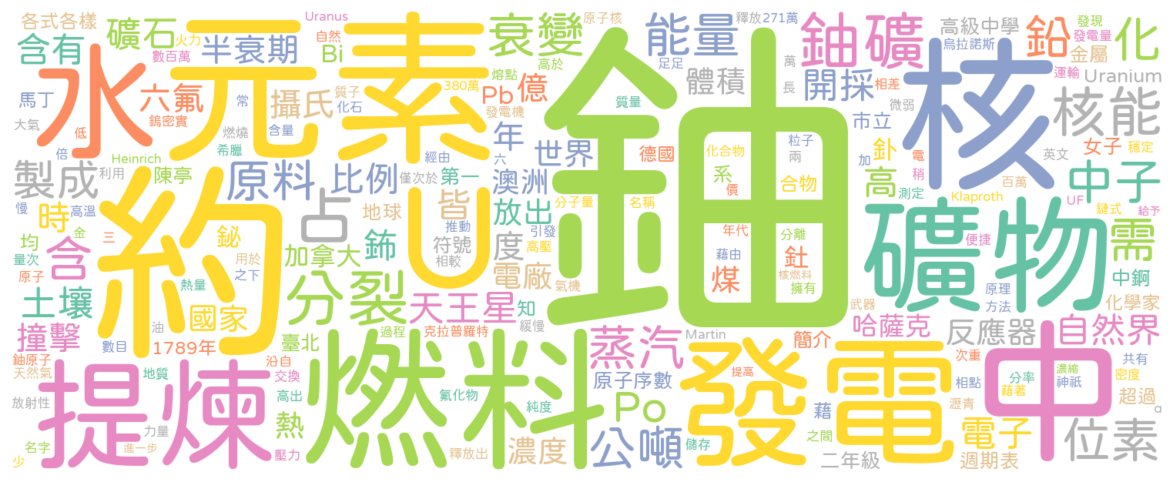 鈾
約
核
水
元素
U
中
燃料
發電
礦物
提煉
核能
鈾礦
衰變
能量
化
鉛
蒸汽
分裂
占
含
需
製成
位素
中子
自然界
六氟
原料
比例
含有
礦石
半衰期
攝氏
Pb
億
Bi
年
世界
澳洲
放出
皆
度
電廠
天王星
加拿大
鈽
鉍
時
土壤
撞擊
國家
1789年
臺北
熱
濃度
公噸
Po
原子序數
簡介
哈薩克
反應器
電子
週期表
二年級
藉
開採
體積
高
釙
市立
女子
高級中學
烏拉諾斯
金屬
Uranium
發現
發電量
運輸
相差
微弱
釋放
271萬
萬
長
足足
高於
原子核
Uranus
自然
火力
數百萬
各式各樣
馬丁
大氣
低
鎢密實
常
質子
化石
380萬
熔點
發電機
質量
德國
煤
釷
系
價
化合物
兩
合物
粒子
分子量
名稱
年代
分離
藉由
核燃料
擁有
加
電
稍
英文
穩定
百萬
測定
Klaproth
UF
鏈式
給予
便捷
中鋼
原理
方法
化學家
武器
倍
利用
Heinrich
陳亭
燃燒
希臘
含量
經由
六
僅次於
第一
地球
推動
引發
高壓
符號
相較
氣機
慢
高溫
均
金
三
量次
原子
用於
之下
熱量
油
數目
知
緩慢
過程
克拉普羅特
Martin
鈾原子
天然氣
沿自
地質
交換
高出
氟化物
純度
放射性
名字
力量
進一步
少
壓力
釋放出
儲存
提高
之間
次重
共有
分率
濃縮
神祇
密度
相點
藉著
瀝青
超過
a